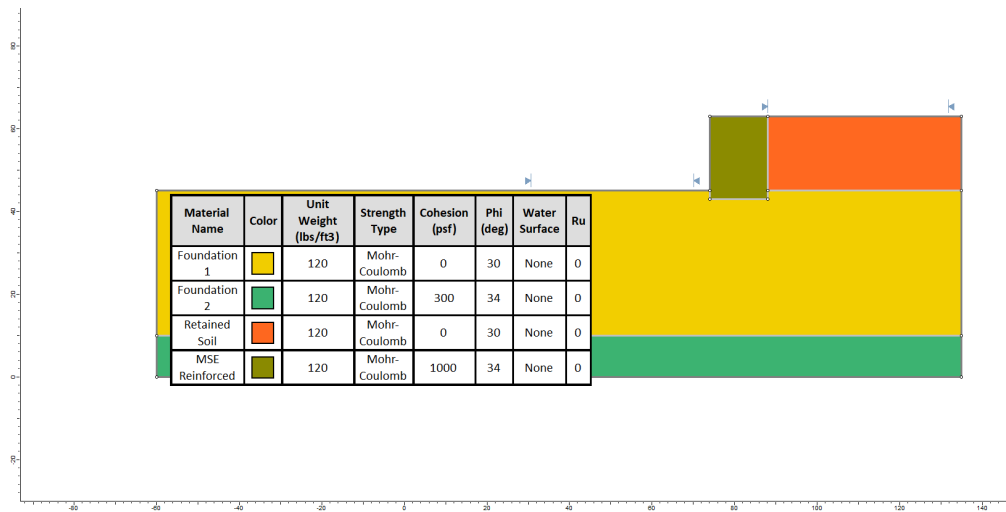 80
60
40
20
0
-20
Material Name Color Unit Weight (lbs/ft3) Strength Type Cohesion (psf) Phi (deg) Water Surface Ru
Foundation 1 120 Mohr-Coulomb 0 30 None 0
Foundation 2 120 Mohr-Coulomb 300 34 None 0
Retained Soil 120 Mohr-Coulomb 0 30 None 0
MSE Reinforced 120 Mohr-Coulomb 1000 34 None 0
-80 -60 -40 -20 0 20 40 60 80 100 120 140